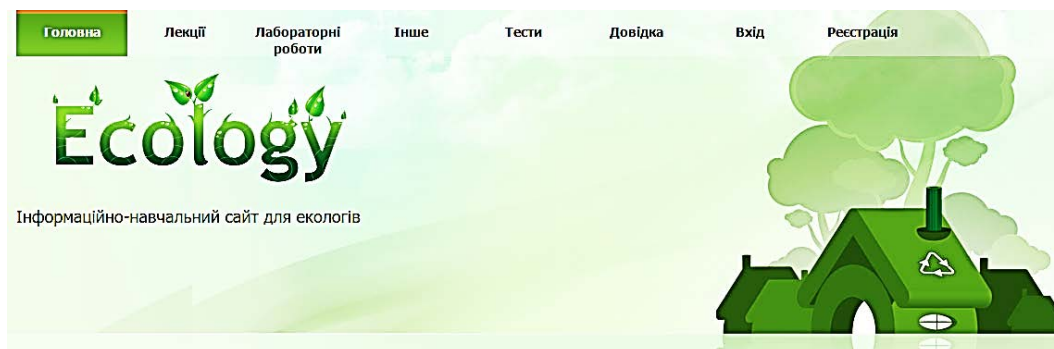 Головна Лекції Лабораторні роботи Інше Тести Довідка Вхід Реєстрація
Ecology
Інформаційно-навчальний сайт для екологів